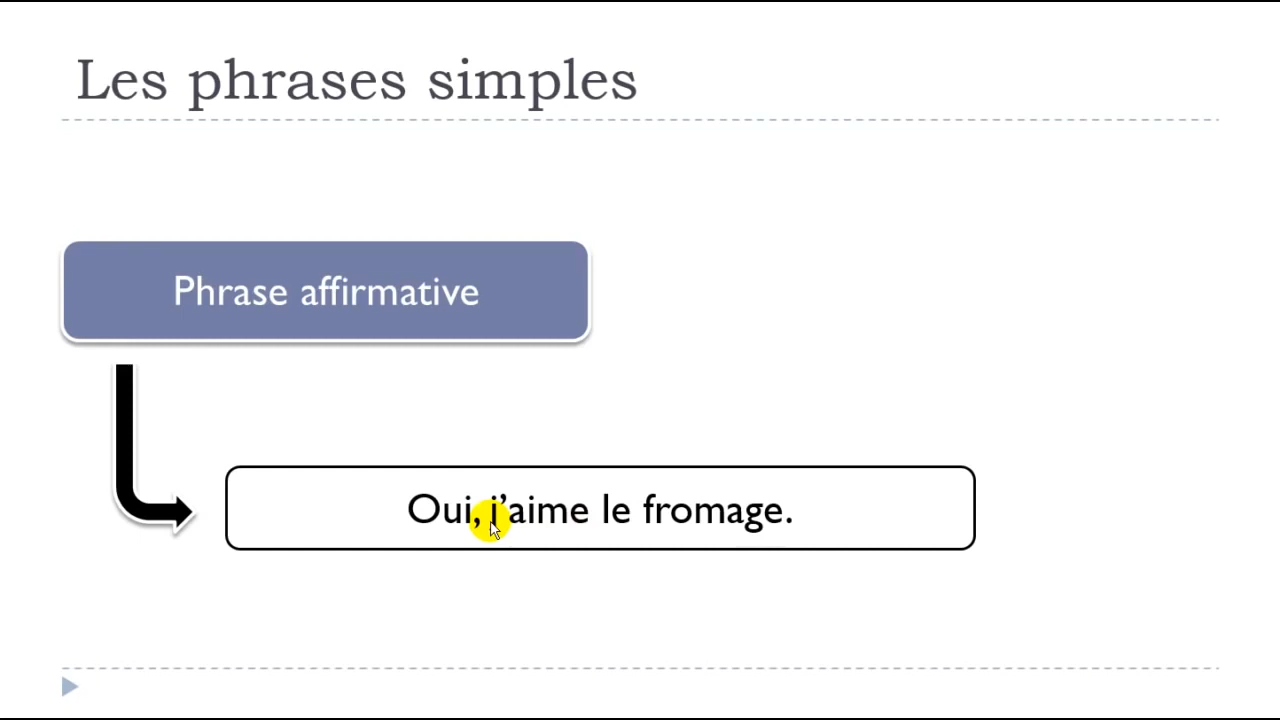 Les phrases simples
Phrase affirmative
Oui, j’aime le fromage.